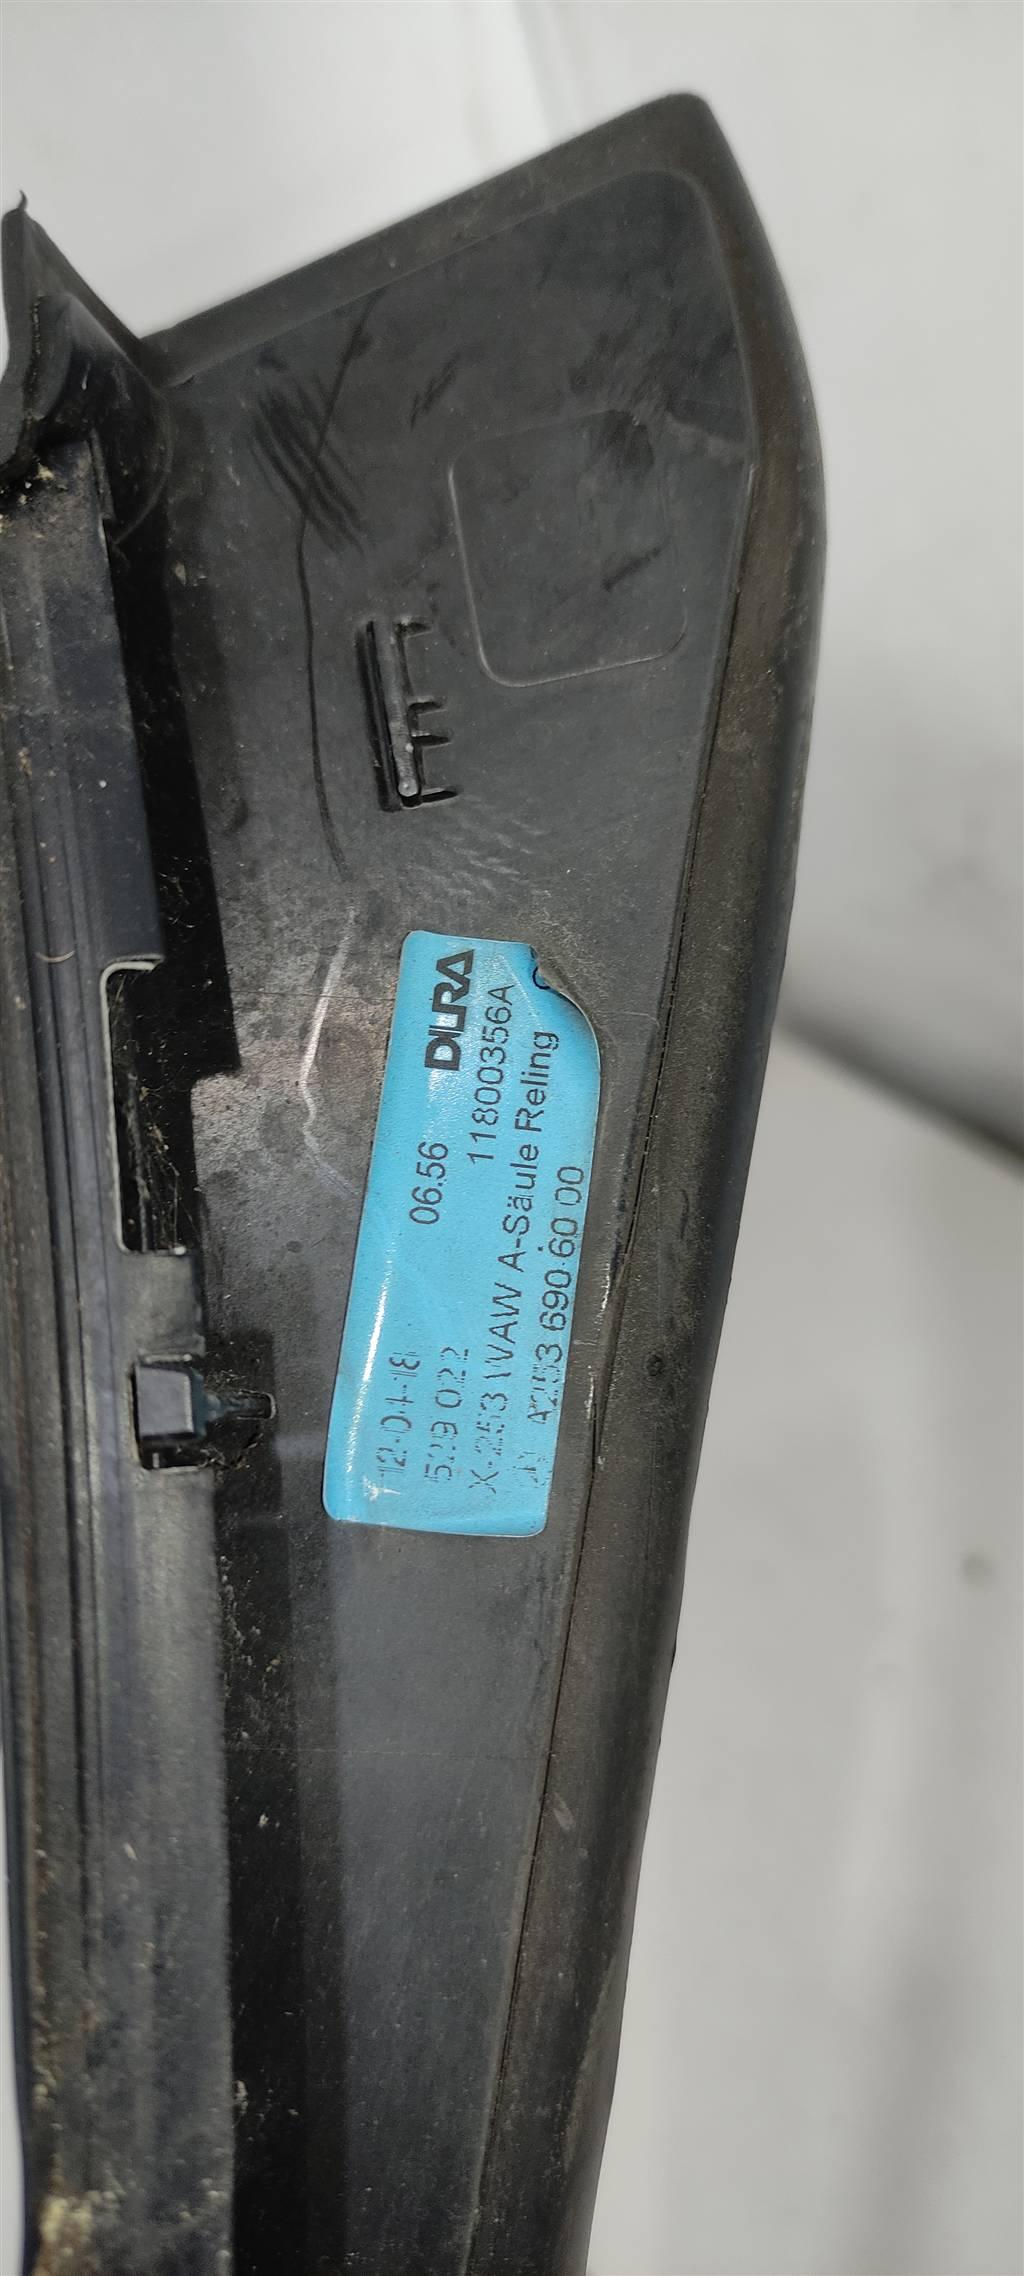 12-04-18 06.56 DURA
529 022 11800356A
X-253 WAW A-Säule Reling
A253 690 60 00